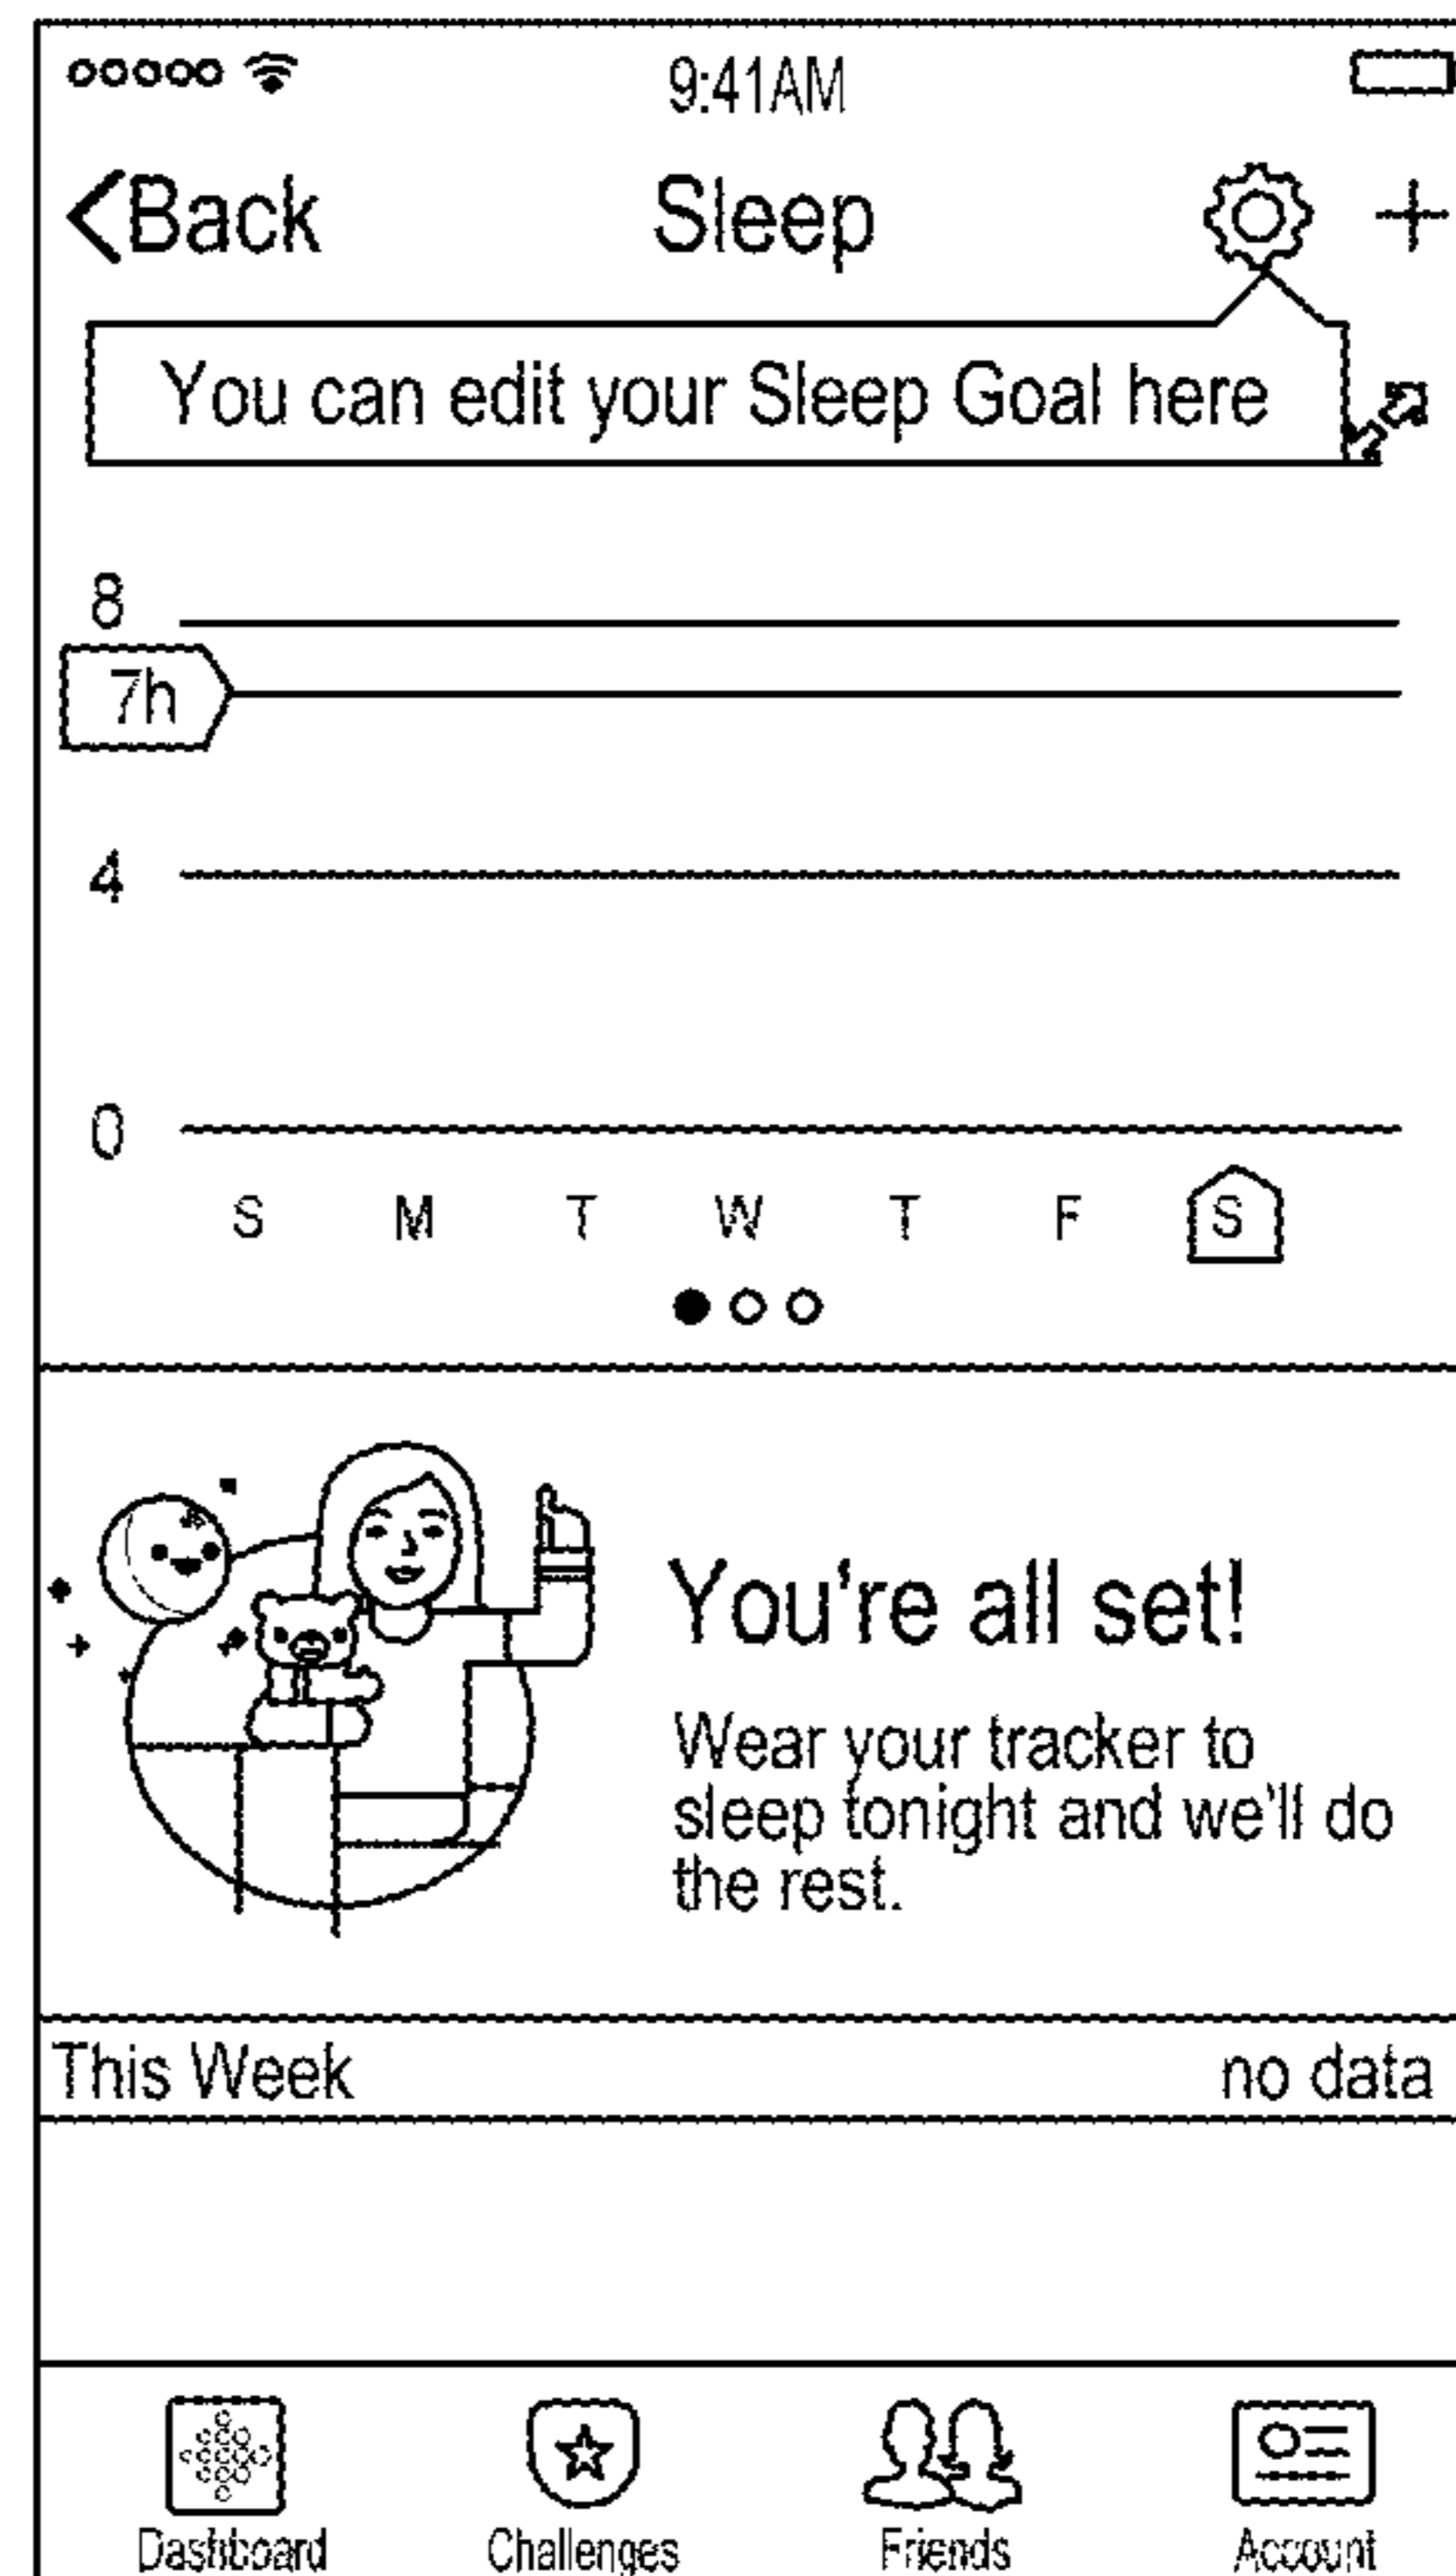 9:41AM
Back Sleep
You can edit your Sleep Goal here
8
7h
4
0
S M T W T F S
You're all set!
Wear your tracker to
sleep tonight and we'll do
the rest.
This Week no data
Dashboard Challenges Friends Account